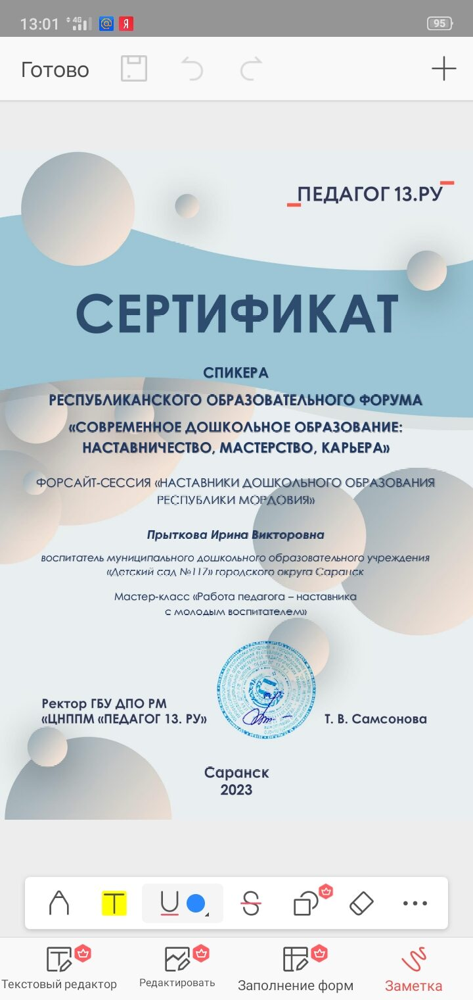 13:01 4G Я 95
Готово
ПЕДАГОГ 13.РУ
СЕРТИФИКАТ
СПИКЕРА
РЕСПУБЛИКАНСКОГО ОБРАЗОВАТЕЛЬНОГО ФОРУМА
«СОВРЕМЕННОЕ ДОШКОЛЬНОЕ ОБРАЗОВАНИЕ:
НАСТАВНИЧЕСТВО, МАСТЕРСТВО, КАРЬЕРА»
ФОРСАЙТ-СЕССИЯ «НАСТАВНИКИ ДОШКОЛЬНОГО ОБРАЗОВАНИЯ
РЕСПУБЛИКИ МОРДОВИЯ»
Прыткова Ирина Викторовна
воспитатель муниципального дошкольного образовательного учреждения
«Детский сад №117» городского округа Саранск
Мастер-класс «Работа педагога – наставника
с молодым воспитателем»
Ректор ГБУ ДПО РМ
«ЦНППМ «ПЕДАГОГ 13. РУ» Т. В. Самсонова
Саранск
2023
Текстовый редактор Редактировать Заполнение форм Заметка